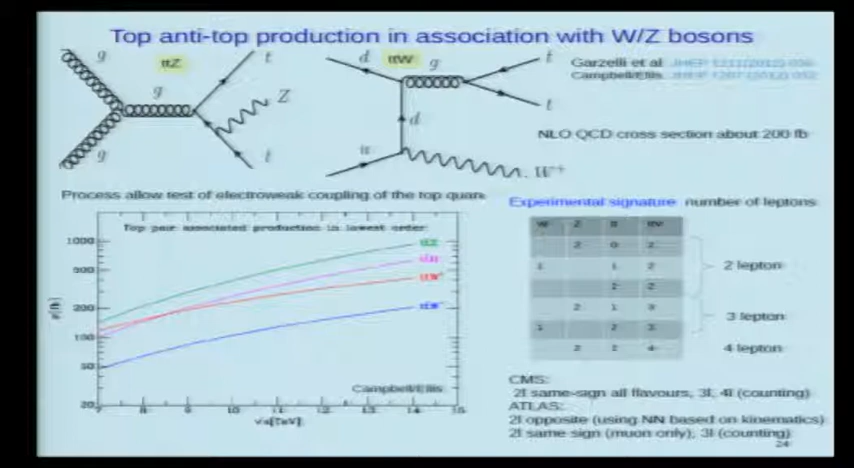 Top anti-top production in association with W/Z bosons
g
ttZ
t
g
Z
g
t
d
ttW
g
t
d
t
u
W+
Garzelli et al
Campbell/Ellis
NLO QCD cross section about 200 fb
Process allow test of electroweak coupling of the top quark
Top pair associated production in lowest order
1000
500
200
100
50
20
7 8 9 10 11 12 13 14 15
σ[fb]
√s[TeV]
ttZ
ttH
ttW+
ttW-
Campbell/Ellis
Experimental signature number of leptons
W Z tt
2 0 2
1 1 2
2 2
2 1 3
1 2 3
2 2 4
2 lepton
3 lepton
4 lepton
CMS:
2l same-sign all flavours, 3l, 4l (counting)
ATLAS:
2l opposite (using NN based on kinematics)
2l same sign (muon only), 3l (counting)
24